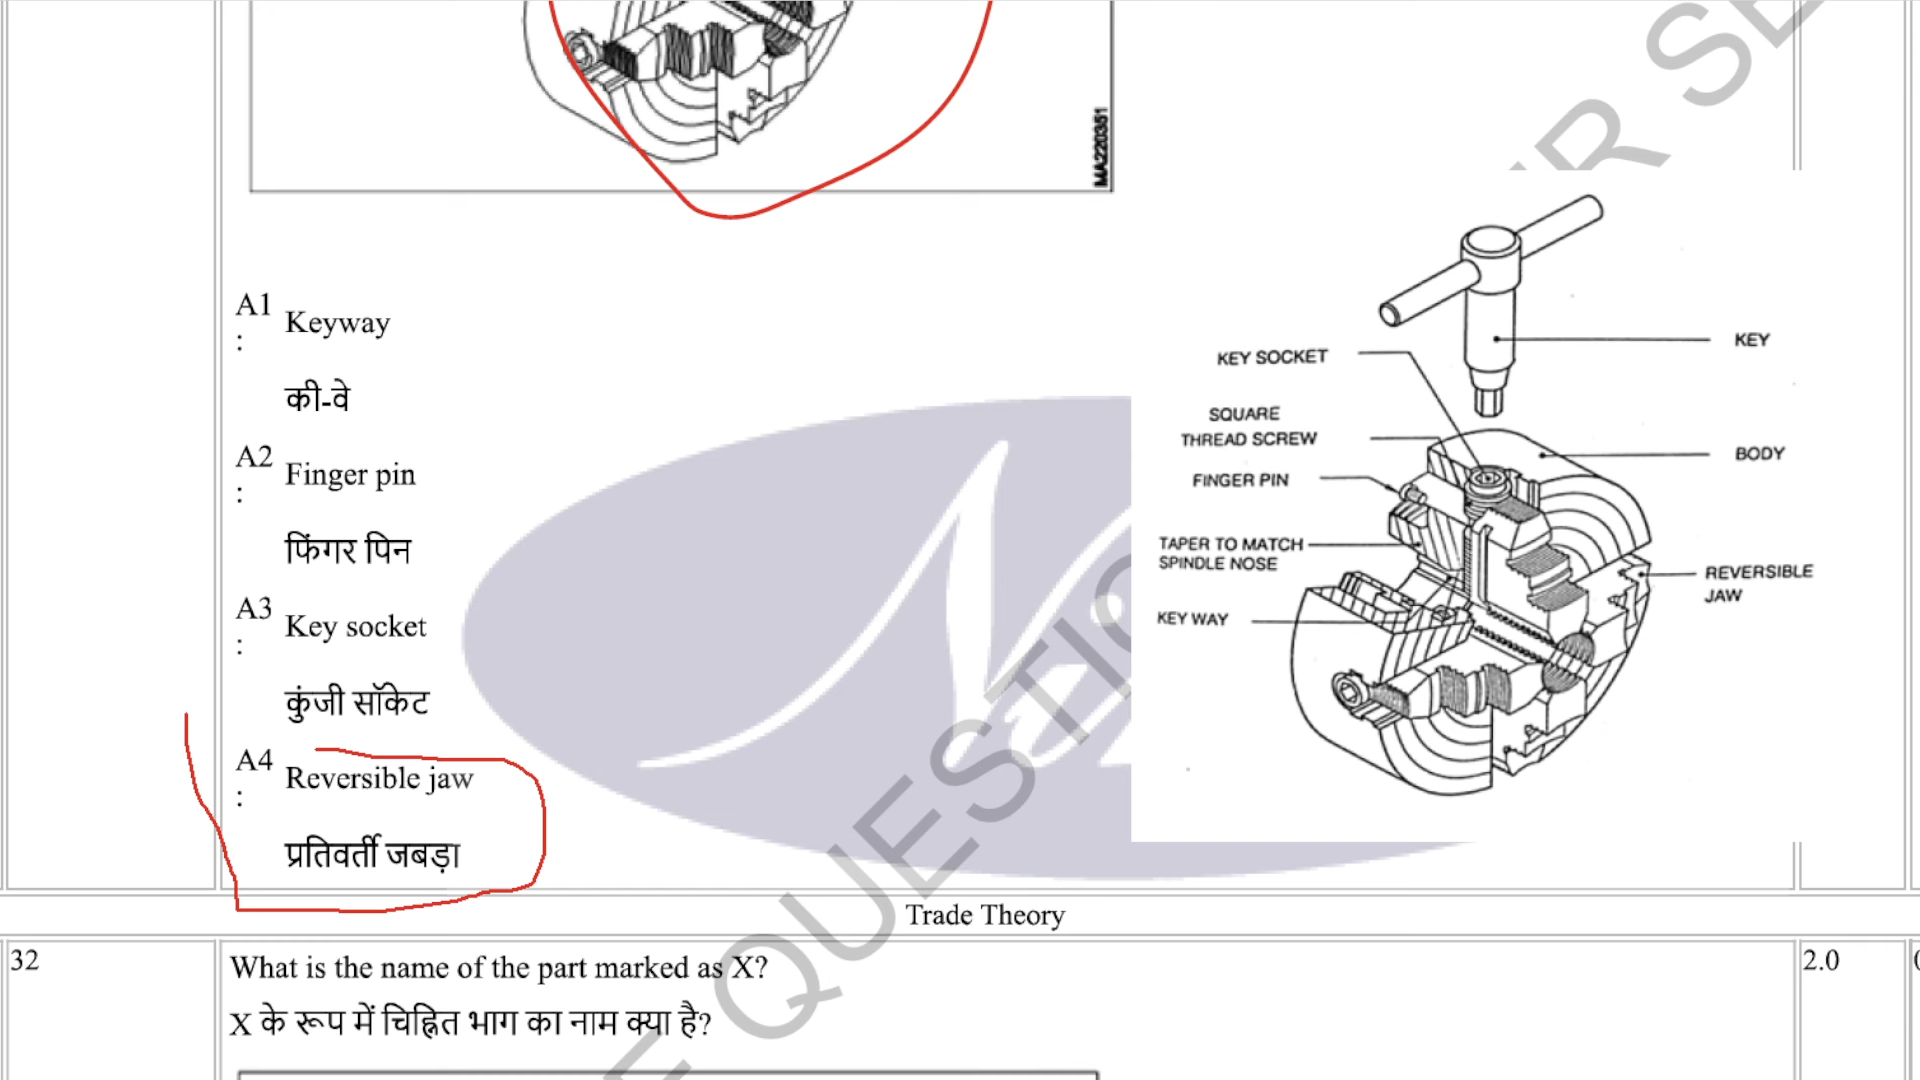 MA220351
A1 :
Keyway
की-वे
A2 :
Finger pin
फिंगर पिन
A3 :
Key socket
कुंजी सॉकेट
A4 :
Reversible jaw
प्रतिवर्ती जबड़ा
KEY
KEY SOCKET
SQUARE
THREAD SCREW
BODY
FINGER PIN
TAPER TO MATCH
SPINDLE NOSE
REVERSIBLE
JAW
KEY WAY
Trade Theory
32
What is the name of the part marked as X?
2.0
X के रूप में चिह्नित भाग का नाम क्या है?